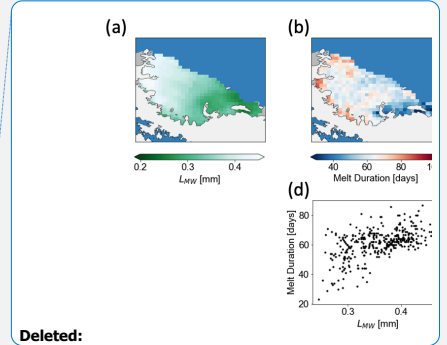 (a) (b)
0.2 0.3 0.4 40 60 80
L_MW [mm] Melt Duration [days]
(d)
80
60
40
20
Melt Duration [days]
0.3 0.4
L_MW [mm]
Deleted: